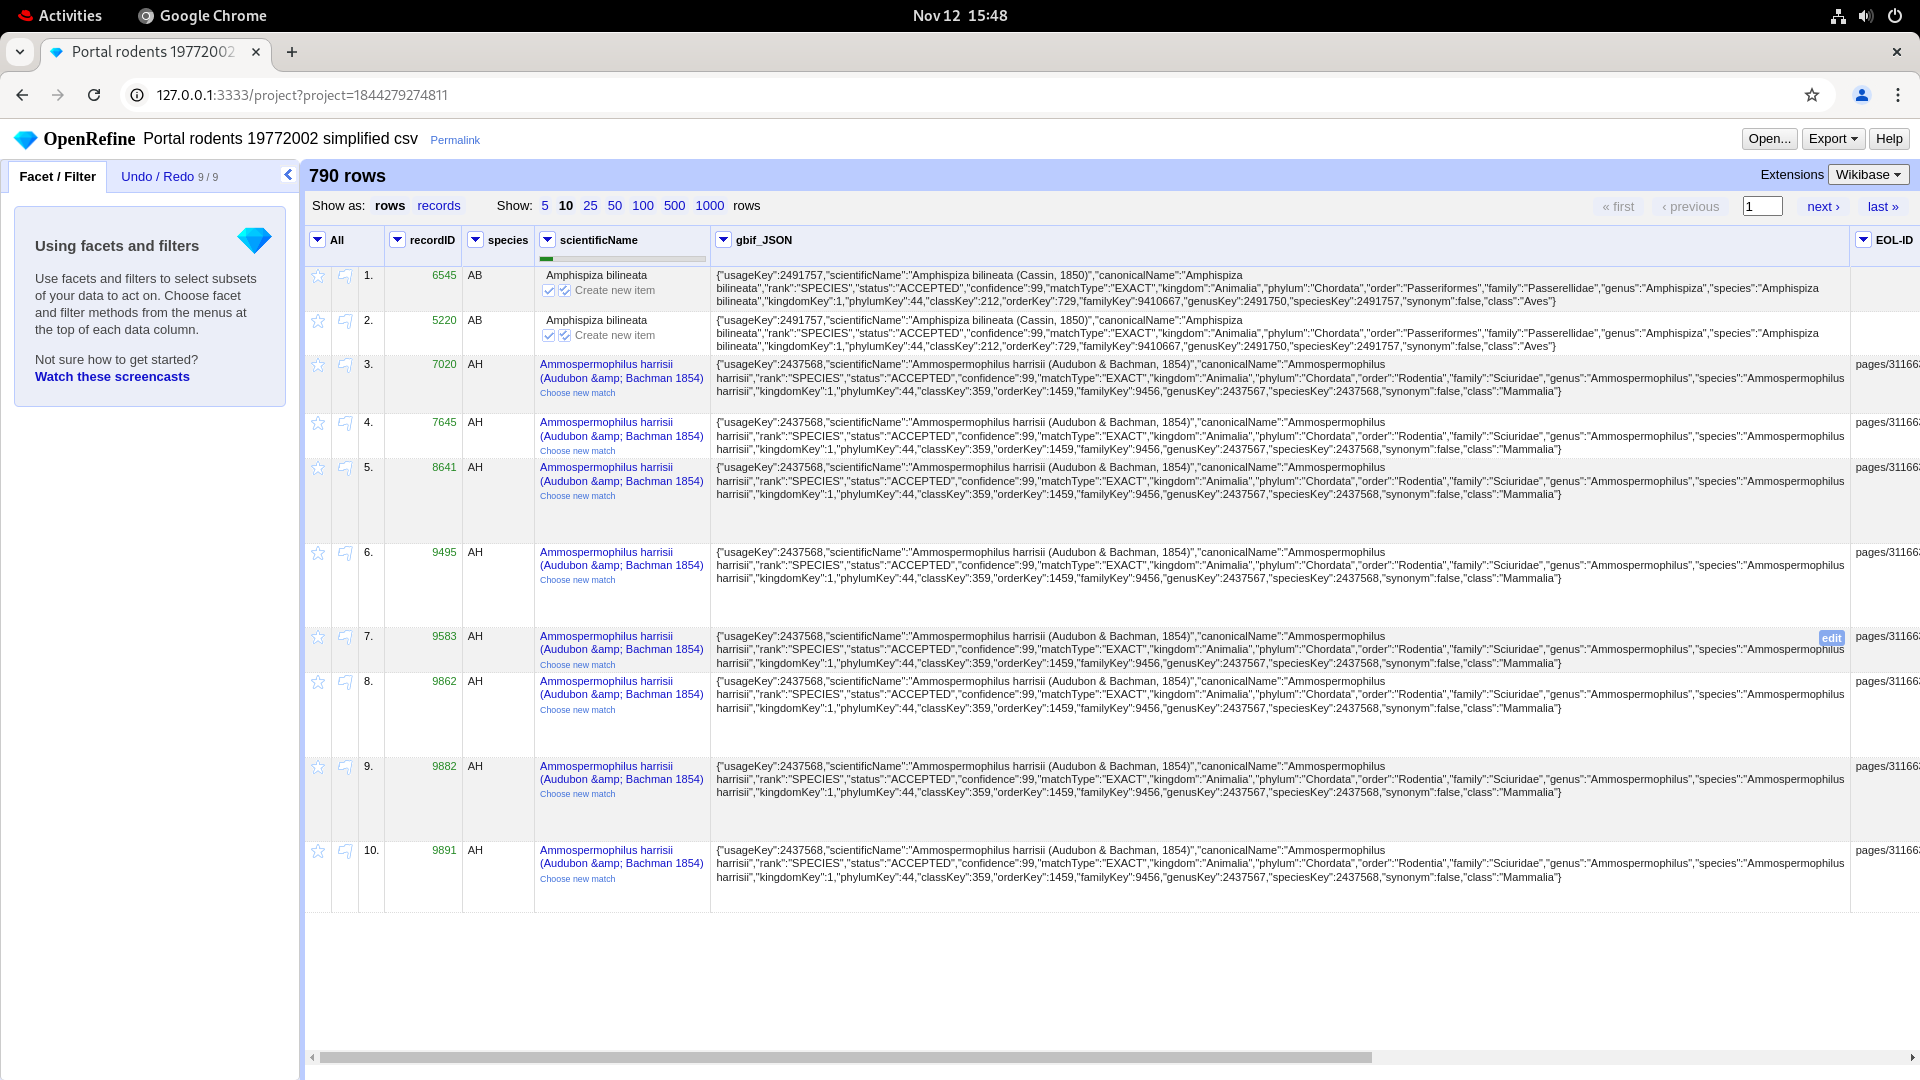 Activities
Google Chrome
Nov 12 15:48
Portal rodents 19772002
127.0.0.1:3333/project?project=1844279274811
OpenRefine Portal rodents 19772002 simplified csv Permalink
Open... Export Help
Facet / Filter Undo / Redo 9 / 9
790 rows
Extensions Wikibase
Show as: rows records Show: 5 10 25 50 100 500 1000 rows
« first ‹ previous 1 next › last »
Using facets and filters
Use facets and filters to select subsets
of your data to act on. Choose facet
and filter methods from the menus at
the top of each data column.
Not sure how to get started?
Watch these screencasts
All recordID species scientificName gbif_JSON EOL-ID
1. 6545 AB Amphispiza bilineata {"usageKey":2491757,"scientificName":"Amphispiza bilineata (Cassin, 1850)","canonicalName":"Amphispiza
Create new item bilineata","rank":"SPECIES","status":"ACCEPTED","confidence":99,"matchType":"EXACT","kingdom":"Animalia","phylum":"Chordata","order":"Passeriformes","family":"Passerellidae","genus":"Amphispiza","species":"Amphispiza
bilineata","kingdomKey":1,"phylumKey":44,"classKey":212,"orderKey":729,"familyKey":9410667,"genusKey":2491750,"speciesKey":2491757,"synonym":false,"class":"Aves"}
2. 5220 AB Amphispiza bilineata {"usageKey":2491757,"scientificName":"Amphispiza bilineata (Cassin, 1850)","canonicalName":"Amphispiza
Create new item bilineata","rank":"SPECIES","status":"ACCEPTED","confidence":99,"matchType":"EXACT","kingdom":"Animalia","phylum":"Chordata","order":"Passeriformes","family":"Passerellidae","genus":"Amphispiza","species":"Amphispiza
bilineata","kingdomKey":1,"phylumKey":44,"classKey":212,"orderKey":729,"familyKey":9410667,"genusKey":2491750,"speciesKey":2491757,"synonym":false,"class":"Aves"}
3. 7020 AH Ammospermophilus harrisii {"usageKey":2437568,"scientificName":"Ammospermophilus harrisii (Audubon & Bachman, 1854)","canonicalName":"Ammospermophilus pages/31166
(Audubon &amp; Bachman 1854) harrisii","rank":"SPECIES","status":"ACCEPTED","confidence":99,"matchType":"EXACT","kingdom":"Animalia","phylum":"Chordata","order":"Rodentia","family":"Sciuridae","genus":"Ammospermophilus","species":"Ammospermophilus
Choose new match harrisii","kingdomKey":1,"phylumKey":44,"classKey":359,"orderKey":1459,"familyKey":9456,"genusKey":2437567,"speciesKey":2437568,"synonym":false,"class":"Mammalia"}
4. 7645 AH Ammospermophilus harrisii {"usageKey":2437568,"scientificName":"Ammospermophilus harrisii (Audubon & Bachman, 1854)","canonicalName":"Ammospermophilus pages/31166
(Audubon &amp; Bachman 1854) harrisii","rank":"SPECIES","status":"ACCEPTED","confidence":99,"matchType":"EXACT","kingdom":"Animalia","phylum":"Chordata","order":"Rodentia","family":"Sciuridae","genus":"Ammospermophilus","species":"Ammospermophilus
Choose new match harrisii","kingdomKey":1,"phylumKey":44,"classKey":359,"orderKey":1459,"familyKey":9456,"genusKey":2437567,"speciesKey":2437568,"synonym":false,"class":"Mammalia"}
5. 8641 AH Ammospermophilus harrisii {"usageKey":2437568,"scientificName":"Ammospermophilus harrisii (Audubon & Bachman, 1854)","canonicalName":"Ammospermophilus pages/31166
(Audubon &amp; Bachman 1854) harrisii","rank":"SPECIES","status":"ACCEPTED","confidence":99,"matchType":"EXACT","kingdom":"Animalia","phylum":"Chordata","order":"Rodentia","family":"Sciuridae","genus":"Ammospermophilus","species":"Ammospermophilus
Choose new match harrisii","kingdomKey":1,"phylumKey":44,"classKey":359,"orderKey":1459,"familyKey":9456,"genusKey":2437567,"speciesKey":2437568,"synonym":false,"class":"Mammalia"}
6. 9495 AH Ammospermophilus harrisii {"usageKey":2437568,"scientificName":"Ammospermophilus harrisii (Audubon & Bachman, 1854)","canonicalName":"Ammospermophilus pages/31166
(Audubon &amp; Bachman 1854) harrisii","rank":"SPECIES","status":"ACCEPTED","confidence":99,"matchType":"EXACT","kingdom":"Animalia","phylum":"Chordata","order":"Rodentia","family":"Sciuridae","genus":"Ammospermophilus","species":"Ammospermophilus
Choose new match harrisii","kingdomKey":1,"phylumKey":44,"classKey":359,"orderKey":1459,"familyKey":9456,"genusKey":2437567,"speciesKey":2437568,"synonym":false,"class":"Mammalia"}
7. 9583 AH Ammospermophilus harrisii {"usageKey":2437568,"scientificName":"Ammospermophilus harrisii (Audubon & Bachman, 1854)","canonicalName":"Ammospermophilus edit pages/31166
(Audubon &amp; Bachman 1854) harrisii","rank":"SPECIES","status":"ACCEPTED","confidence":99,"matchType":"EXACT","kingdom":"Animalia","phylum":"Chordata","order":"Rodentia","family":"Sciuridae","genus":"Ammospermophilus","species":"Ammospermophilus
Choose new match harrisii","kingdomKey":1,"phylumKey":44,"classKey":359,"orderKey":1459,"familyKey":9456,"genusKey":2437567,"speciesKey":2437568,"synonym":false,"class":"Mammalia"}
8. 9862 AH Ammospermophilus harrisii {"usageKey":2437568,"scientificName":"Ammospermophilus harrisii (Audubon & Bachman, 1854)","canonicalName":"Ammospermophilus pages/31166
(Audubon &amp; Bachman 1854) harrisii","rank":"SPECIES","status":"ACCEPTED","confidence":99,"matchType":"EXACT","kingdom":"Animalia","phylum":"Chordata","order":"Rodentia","family":"Sciuridae","genus":"Ammospermophilus","species":"Ammospermophilus
Choose new match harrisii","kingdomKey":1,"phylumKey":44,"classKey":359,"orderKey":1459,"familyKey":9456,"genusKey":2437567,"speciesKey":2437568,"synonym":false,"class":"Mammalia"}
9. 9882 AH Ammospermophilus harrisii {"usageKey":2437568,"scientificName":"Ammospermophilus harrisii (Audubon & Bachman, 1854)","canonicalName":"Ammospermophilus pages/31166
(Audubon &amp; Bachman 1854) harrisii","rank":"SPECIES","status":"ACCEPTED","confidence":99,"matchType":"EXACT","kingdom":"Animalia","phylum":"Chordata","order":"Rodentia","family":"Sciuridae","genus":"Ammospermophilus","species":"Ammospermophilus
Choose new match harrisii","kingdomKey":1,"phylumKey":44,"classKey":359,"orderKey":1459,"familyKey":9456,"genusKey":2437567,"speciesKey":2437568,"synonym":false,"class":"Mammalia"}
10. 9891 AH Ammospermophilus harrisii {"usageKey":2437568,"scientificName":"Ammospermophilus harrisii (Audubon & Bachman, 1854)","canonicalName":"Ammospermophilus pages/31166
(Audubon &amp; Bachman 1854) harrisii","rank":"SPECIES","status":"ACCEPTED","confidence":99,"matchType":"EXACT","kingdom":"Animalia","phylum":"Chordata","order":"Rodentia","family":"Sciuridae","genus":"Ammospermophilus","species":"Ammospermophilus
Choose new match harrisii","kingdomKey":1,"phylumKey":44,"classKey":359,"orderKey":1459,"familyKey":9456,"genusKey":2437567,"speciesKey":2437568,"synonym":false,"class":"Mammalia"}